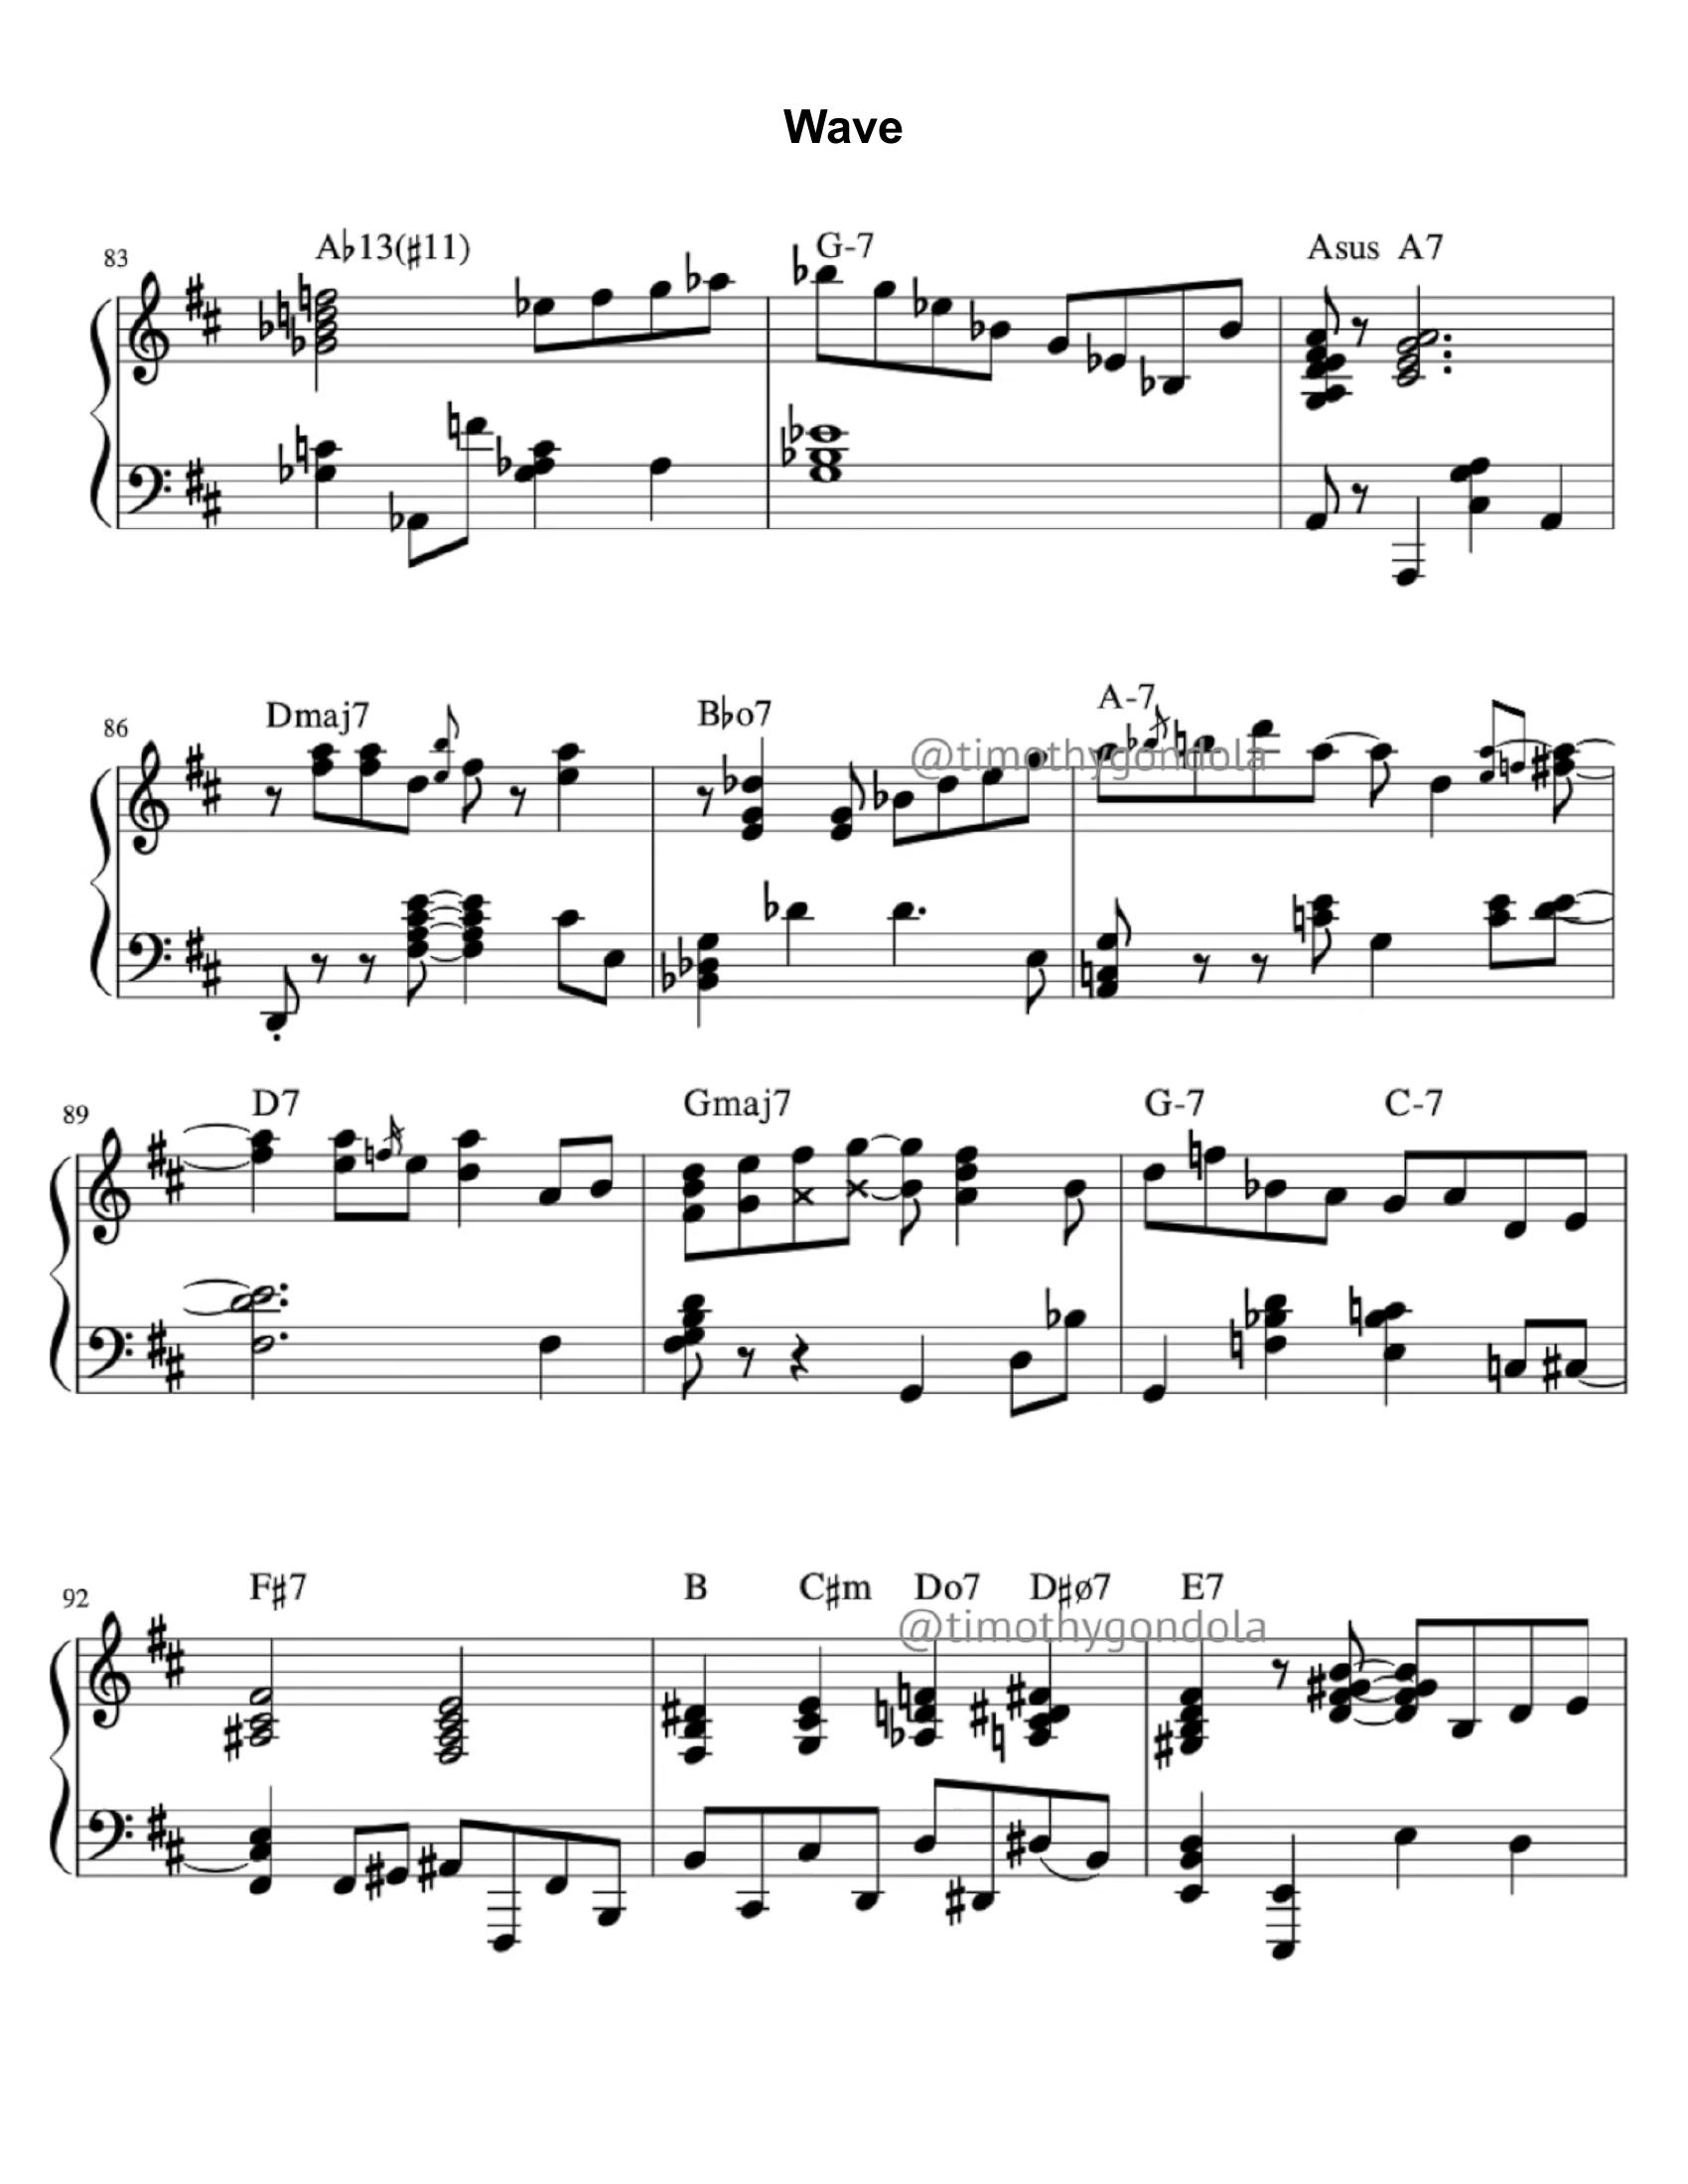 Wave
83 A♭13(♯11) G-7 Asus A7
86 Dmaj7 B♭o7 A-7
@timothygondola
89 D7 Gmaj7 G-7 C-7
92 F♯7 B C♯m Do7 D♯ø7 E7
@timothygondola